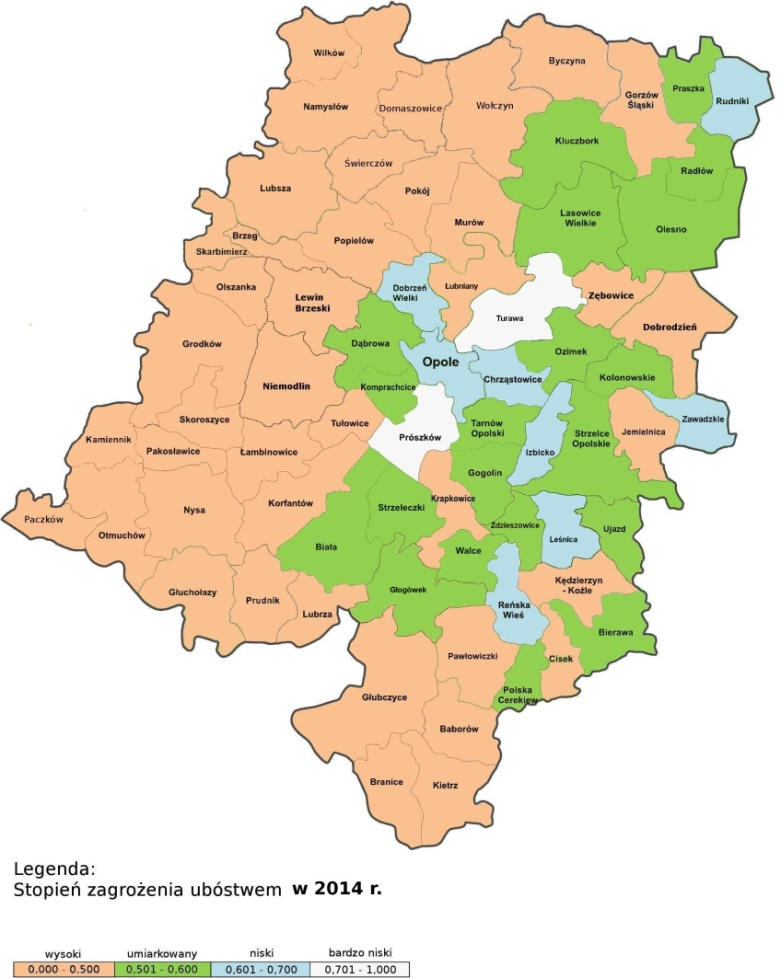 Wilków
Byczyna
Gorzów
Śląski
Praszka
Rudniki
Namysłów
Domaszowice
Wołczyn
Kluczbork
Świerczów
Radłów
Lubsza
Pokój
Lasowice
Wielkie
Murów
Olesno
Brzeg
Popielów
Skarbimierz
Olszanka
Lewin
Brzeski
Dobrzeń
Wielki
Łubniany
Zębowice
Turawa
Dobrodzień
Grodków
Dąbrowa
Ozimek
Opole
Niemodlin
Komprachcice
Chrząstowice
Kolonowskie
Skoroszyce
Tułowice
Zawadzkie
Kamiennik
Prószków
Tarnów
Opolski
Strzelce
Opolskie
Jemielnica
Pakosławice
Łambinowice
Izbicko
Gogolin
Korfantów
Krapkowice
Strzeleczki
Nysa
Paczków
Otmuchów
Zdzieszowice
Ujazd
Leśnica
Biała
Walce
Głuchołazy
Prudnik
Głogówek
Kędzierzyn
- Koźle
Lubrza
Reńska
Wieś
Bierawa
Pawłowiczki
Cisek
Głubczyce
Polska
Cerekiew
Baborów
Branice
Kietrz
Legenda:
Stopień zagrożenia ubóstwem w 2014 r.
wysoki umiarkowany niski bardzo niski
0.000 - 0.500 0,501 - 0,600 0,601 - 0,700 0,701 - 1,000